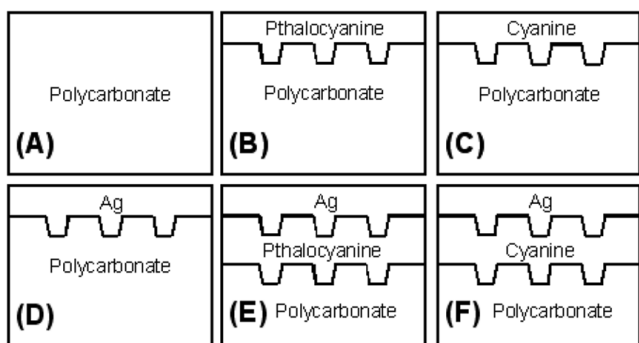 Polycarbonate
(A)
Pthalocyanine
Polycarbonate
(B)
Cyanine
Polycarbonate
(C)
Ag
Polycarbonate
(D)
Ag
Pthalocyanine
(E) Polycarbonate
Ag
Cyanine
(F) Polycarbonate